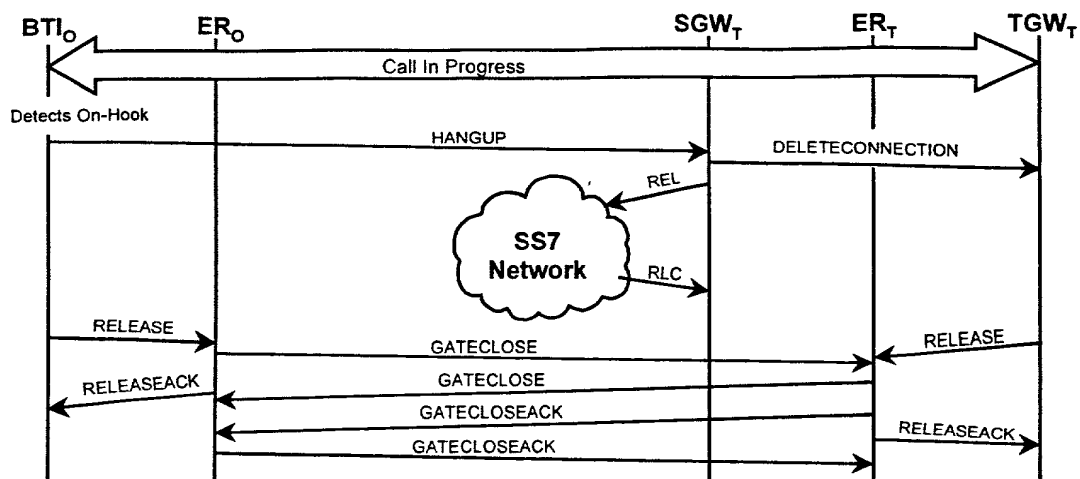 BTIO ERO SGWT ERT TGWT
Call In Progress
Detects On-Hook
HANGUP
DELETECONNECTION
REL
SS7
Network
RLC
RELEASE
RELEASE
GATECLOSE
GATECLOSE
RELEASEACK
GATECLOSEACK
RELEASEACK
GATECLOSEACK